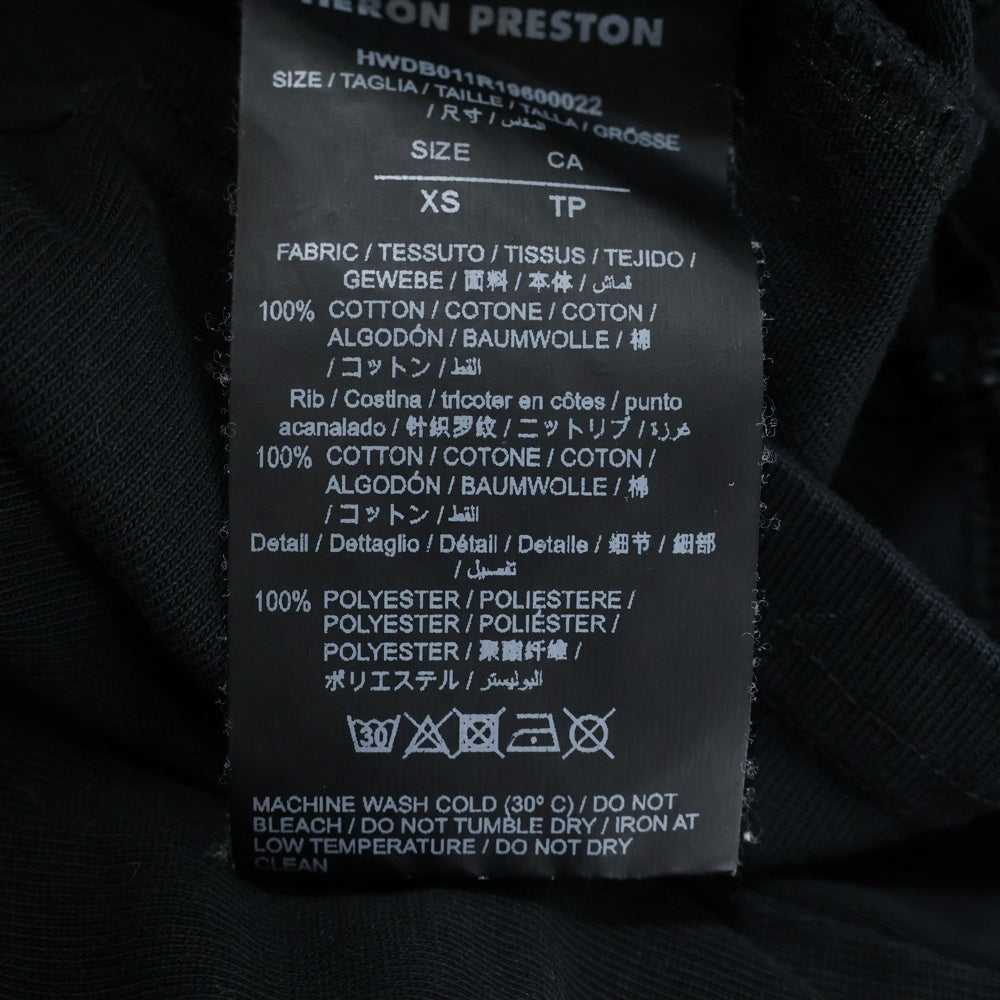 HERON PRESTON
HWDB011R19600022
SIZE / TAGLIA / TAILLE / TALLA / GRÖSSE
/ 尺寸 / المقاس
SIZE CA
XS TP
FABRIC / TESSUTO / TISSUS / TEJIDO /
GEWEBE / 面料 / 本体 / قماش
100% COTTON / COTONE / COTON /
ALGODÓN / BAUMWOLLE / 棉
/ コットン / القط
Rib / Costina / tricoter en côtes / punto
acanalado / 针织罗纹 / ニットリブ / غرزة
100% COTTON / COTONE / COTON /
ALGODÓN / BAUMWOLLE / 棉
/ コットン / القط
Detail / Dettaglio / Détail / Detalle / 细节 / 細部
/ تفسيل
100% POLYESTER / POLIESTERE /
POLYESTER / POLIÉSTER /
POLYESTER / 聚酯纤维 /
ポリエステル / البوليستر
30
MACHINE WASH COLD (30º C) / DO NOT
BLEACH / DO NOT TUMBLE DRY / IRON AT
LOW TEMPERATURE / DO NOT DRY
CLEAN